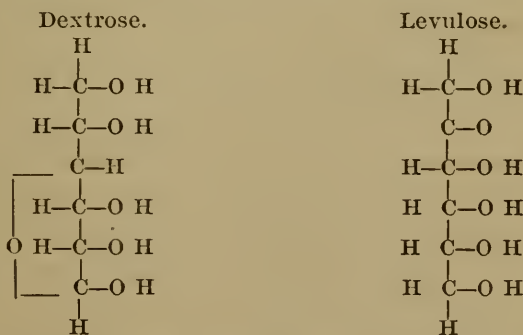 Dextrose. Levulose.
H H
H—C—O H H—C—O H
H—C—O H C—O
C—H H—C—O H
H—C—O H H C—O H
O H—C—O H H C—O H
C—O H H C—O H
H H